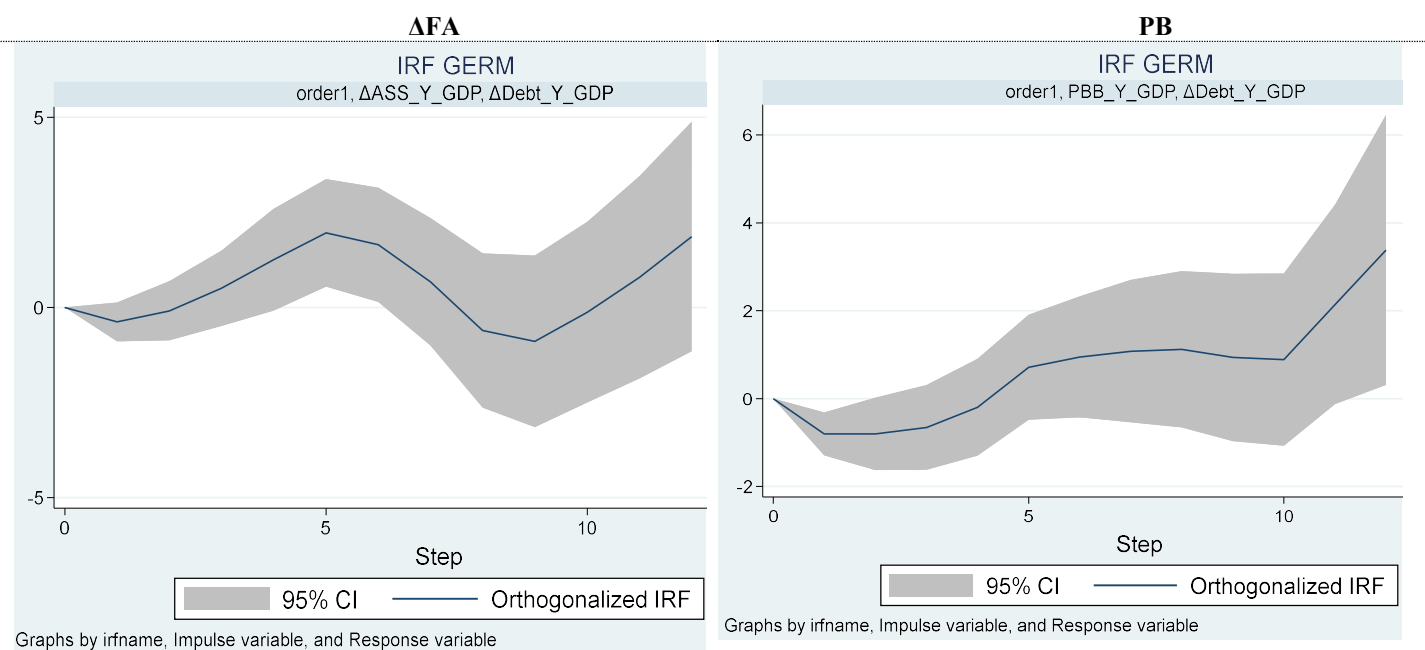 ΔFA
PB
IRF GERM
order1, ΔASS_Y_GDP, ΔDebt_Y_GDP
5
0
-5
0
5
10
Step
95% CI
Orthogonalized IRF
Graphs by irfname, Impulse variable, and Response variable
IRF GERM
order1, PBB_Y_GDP, ΔDebt_Y_GDP
6
4
2
0
-2
0
5
10
Step
95% CI
Orthogonalized IRF
Graphs by irfname, Impulse variable, and Response variable